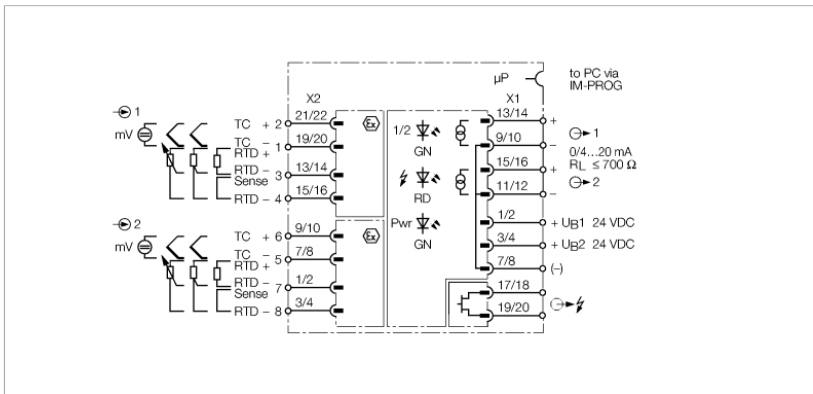 µP
to PC via
IM-PROG
X2
X1
1
mV
TC + 2 21/22
TC - 1 19/20
RTD +
RTD - 3 13/14
Sense
RTD - 4 15/16
Ex
1/2
GN
RD
Pwr
GN
13/14 +
9/10 -
1
0/4...20 mA
RL ≤ 700 Ω
15/16 +
2
11/12 -
1/2 + UB1 24 VDC
3/4 + UB2 24 VDC
7/8 (-)
17/18
19/20
2
mV
TC + 6 9/10
TC - 5 7/8
RTD +
RTD - 7 1/2
Sense
RTD - 8 3/4
Ex